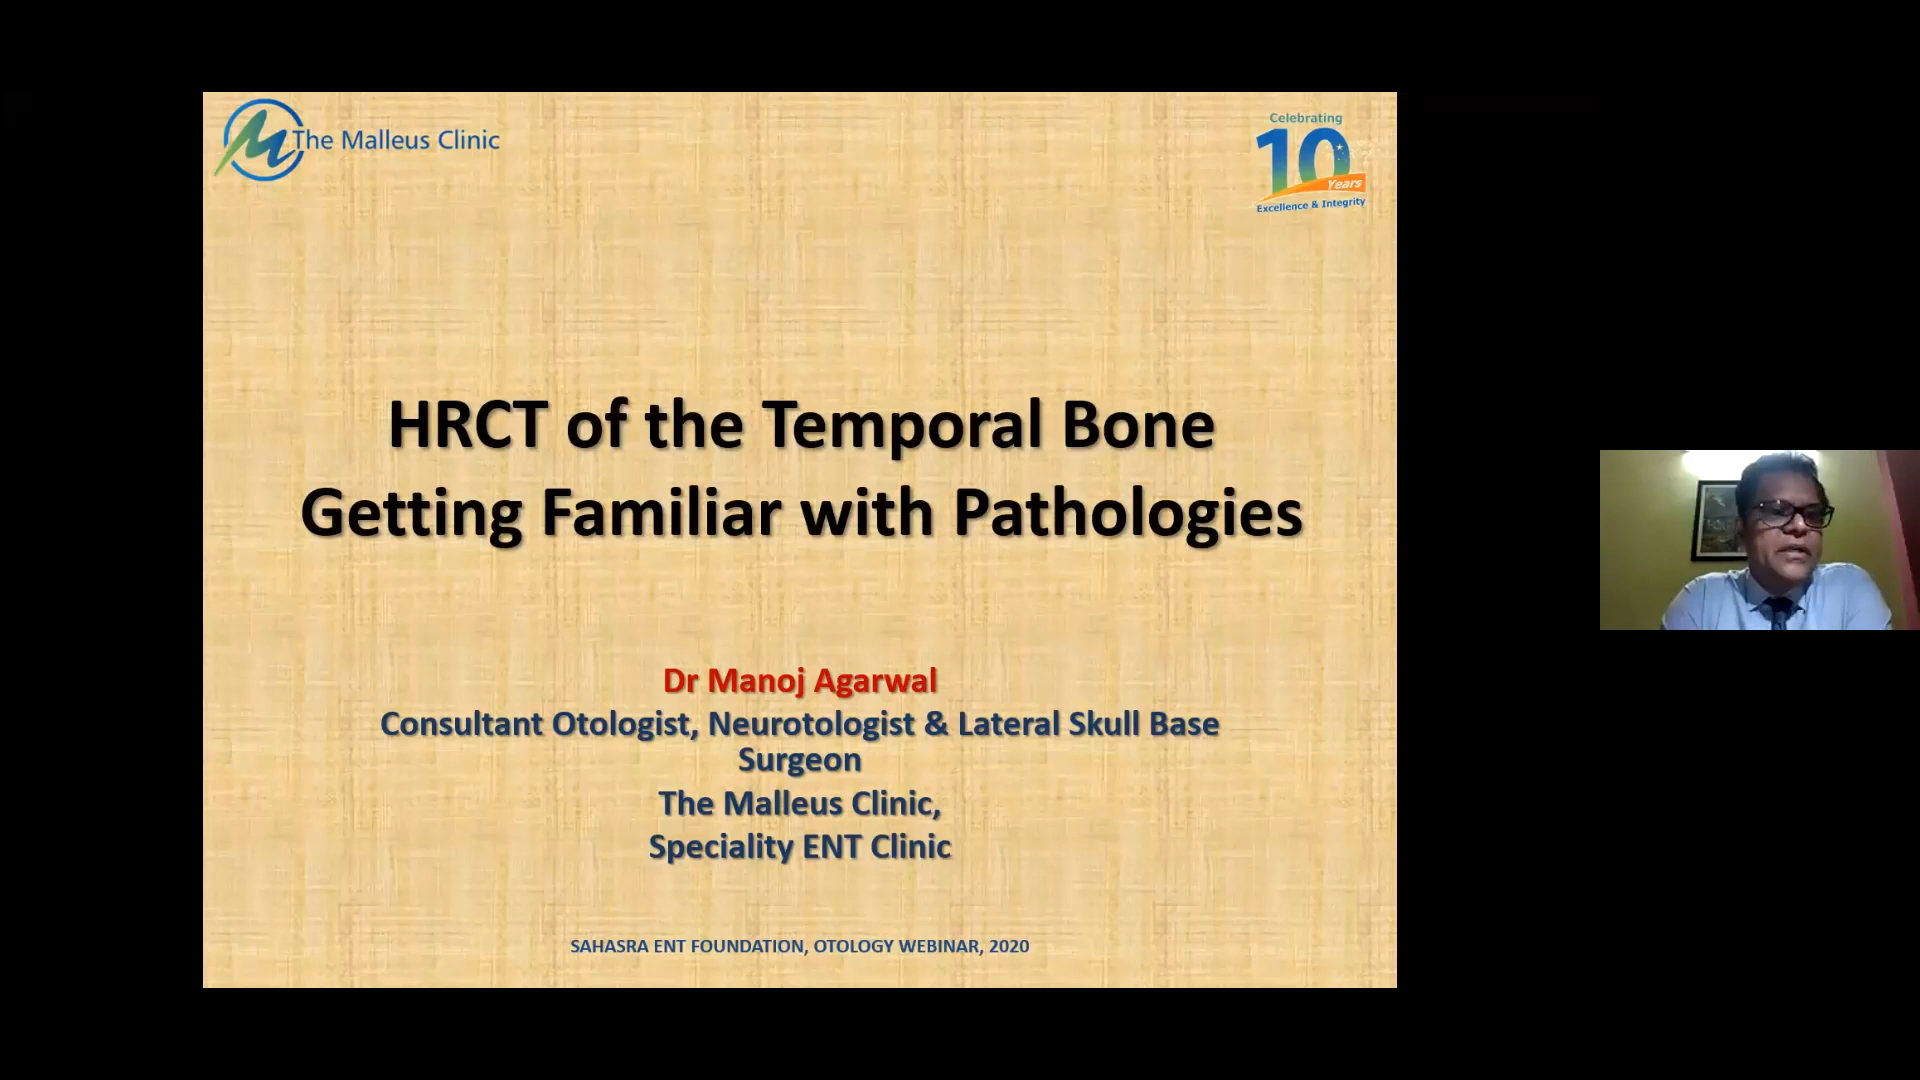 The Malleus Clinic
Celebrating
10
Years
Excellence & Integrity
HRCT of the Temporal Bone
Getting Familiar with Pathologies
Dr Manoj Agarwal
Consultant Otologist, Neurotologist & Lateral Skull Base
Surgeon
The Malleus Clinic,
Speciality ENT Clinic
SAHASRA ENT FOUNDATION, OTOLOGY WEBINAR, 2020